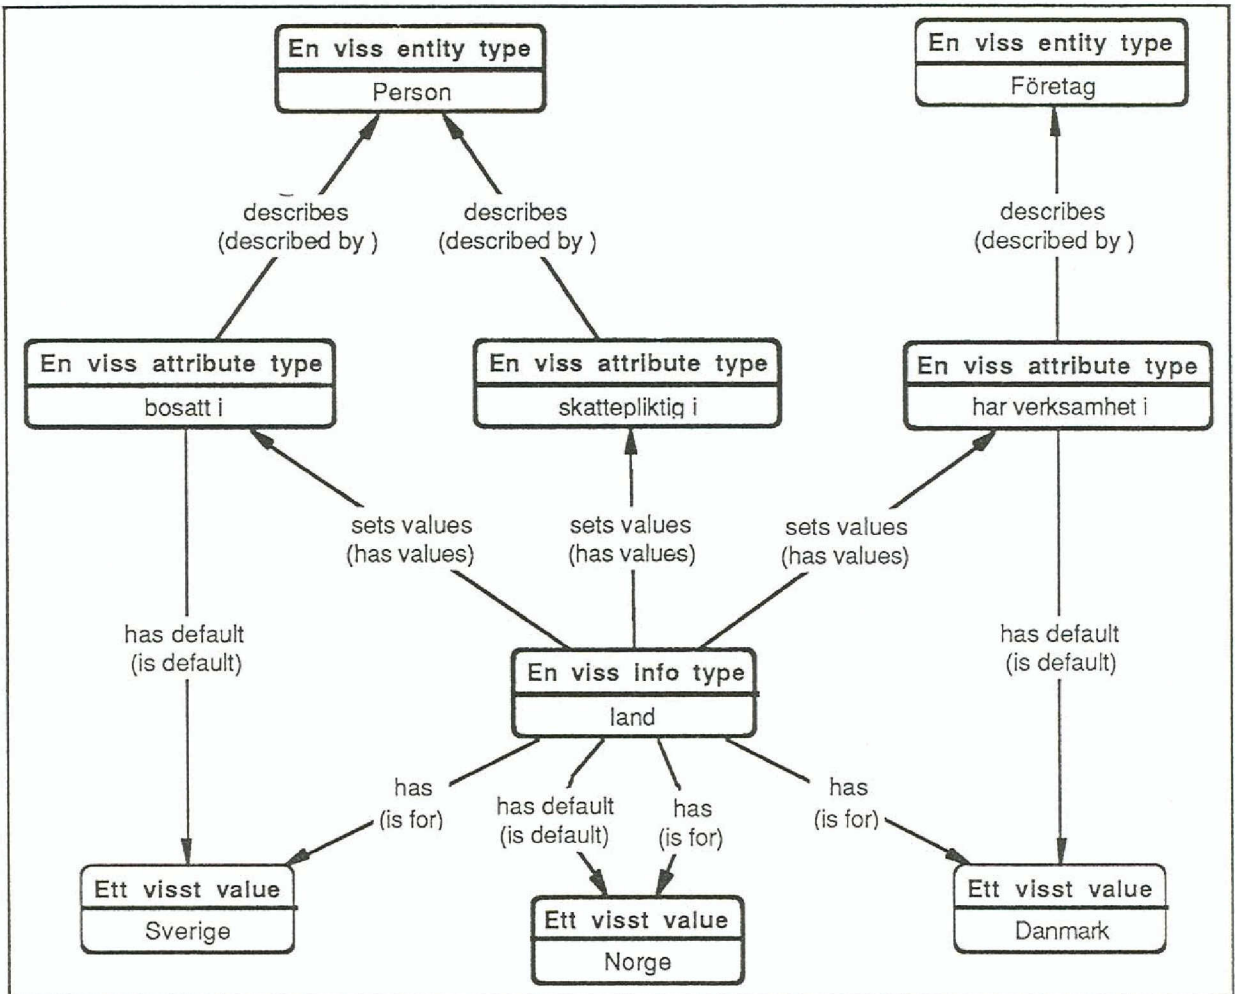 En viss entity type
Person
En viss entity type
Företag
describes
(described by )
describes
(described by )
describes
(described by )
En viss attribute type
bosatt i
En viss attribute type
skattepliktig i
En viss attribute type
har verksamhet i
sets values
(has values)
sets values
(has values)
sets values
(has values)
has default
(is default)
has default
(is default)
En viss info type
land
has
(is for)
has default
(is default)
has
(is for)
has
(is for)
Ett visst value
Sverige
Ett visst value
Norge
Ett visst value
Danmark